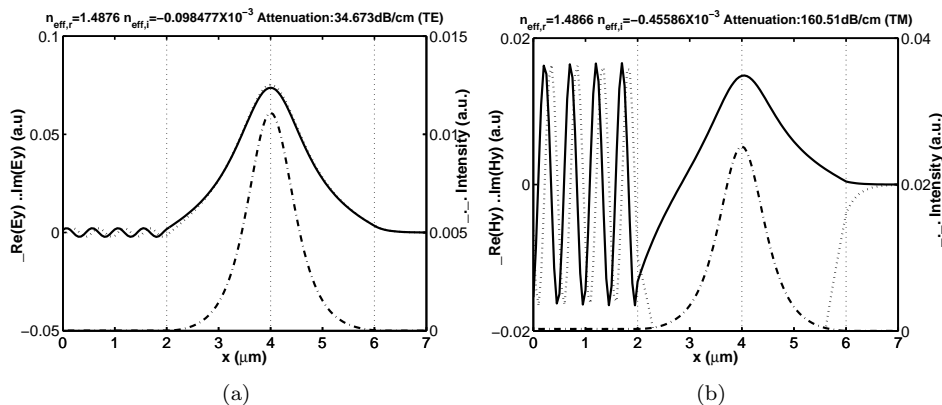 n_eff,r=1.4876 n_eff,i=−0.098477X10^−3 Attenuation:34.673dB/cm (TE)
0.1
0.05
0
−0.05
_Re(Ey) ..Im(Ey) (a.u)
0.015
0.01
0.005
0
_._. Intensity (a.u.)
0 1 2 3 4 5 6 7
x (μm)
(a)
n_eff,r=1.4866 n_eff,i=−0.45586X10^−3 Attenuation:160.51dB/cm (TM)
0.02
0
−0.02
_Re(Hy) ..Im(Hy) (a.u)
0.04
0.02
0
_._. Intensity (a.u.)
0 1 2 3 4 5 6 7
x (μm)
(b)